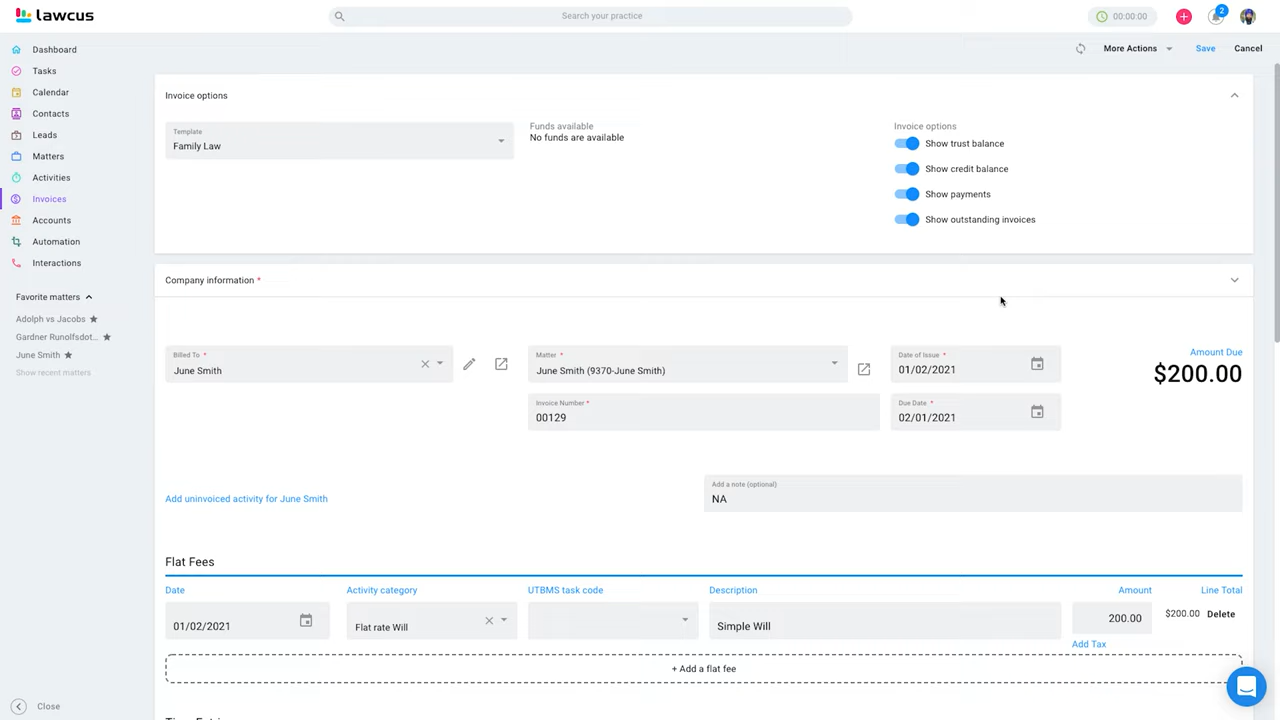 lawcus
Search your practice
00:00:00
2
Dashboard
Tasks
Calendar
Contacts
Leads
Matters
Activities
Invoices
Accounts
Automation
Interactions
Favorite matters
Adolph vs Jacobs
Gardner Runolfsdot...
June Smith
Show recent matters
Close
More Actions
Save
Cancel
Invoice options
Template
Family Law
Funds available
No funds are available
Invoice options
Show trust balance
Show credit balance
Show payments
Show outstanding invoices
Company information *
Billed To *
June Smith
Matter *
June Smith (9370-June Smith)
Date of Issue *
01/02/2021
Amount Due
$200.00
Invoice Number *
00129
Due Date *
02/01/2021
Add uninvoiced activity for June Smith
Add a note (optional)
NA
Flat Fees
Date Activity category UTBMS task code Description Amount Line Total
01/02/2021 Flat rate Will Simple Will 200.00 $200.00 Delete
Add Tax
+ Add a flat fee